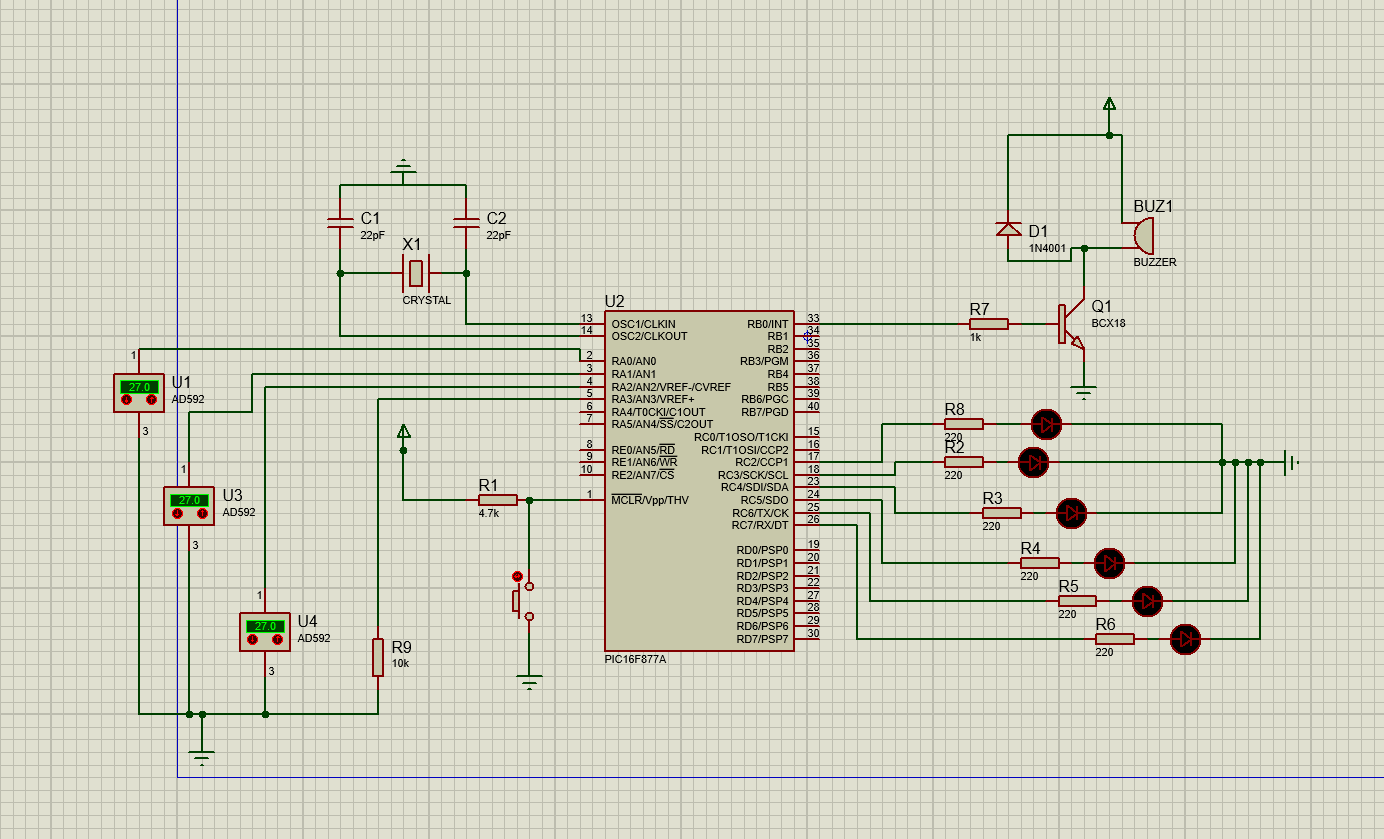 C1
22pF
C2
22pF
X1
CRYSTAL
1
27.0
U1
AD592
3
1
27.0
U3
AD592
3
1
27.0
U4
AD592
3
R9
10k
R1
4.7k
U2
13 OSC1/CLKIN
14 OSC2/CLKOUT
2 RA0/AN0
3 RA1/AN1
4 RA2/AN2/VREF-/CVREF
5 RA3/AN3/VREF+
6 RA4/T0CKI/C1OUT
7 RA5/AN4/SS/C2OUT
8 RE0/AN5/RD
9 RE1/AN6/WR
10 RE2/AN7/CS
1 MCLR/Vpp/THV
RB0/INT 33
RB1 34
RB2 35
RB3/PGM 36
RB4 37
RB5 38
RB6/PGC 39
RB7/PGD 40
RC0/T1OSO/T1CKI 15
RC1/T1OSI/CCP2 16
RC2/CCP1 17
RC3/SCK/SCL 18
RC4/SDI/SDA 23
RC5/SDO 24
RC6/TX/CK 25
RC7/RX/DT 26
RD0/PSP0 19
RD1/PSP1 20
RD2/PSP2 21
RD3/PSP3 22
RD4/PSP4 27
RD5/PSP5 28
RD6/PSP6 29
RD7/PSP7 30
PIC16F877A
BUZ1
BUZZER
D1
1N4001
Q1
BCX18
R7
1k
R8
220
R2
220
R3
220
R4
220
R5
220
R6
220